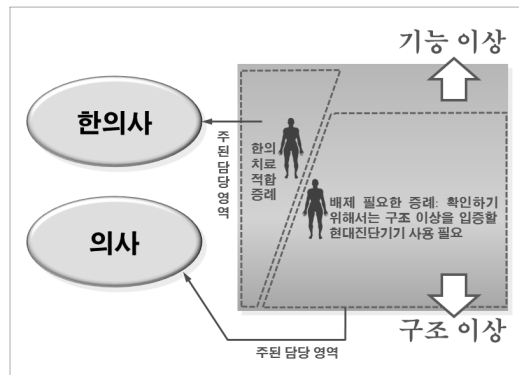 기능 이상
한의사
주된 담당 영역
한의
치료
적합
증례
배제 필요한 증례: 확인하기
위해서는 구조 이상을 입증할
현대진단기기 사용 필요
의사
구조 이상
주된 담당 영역